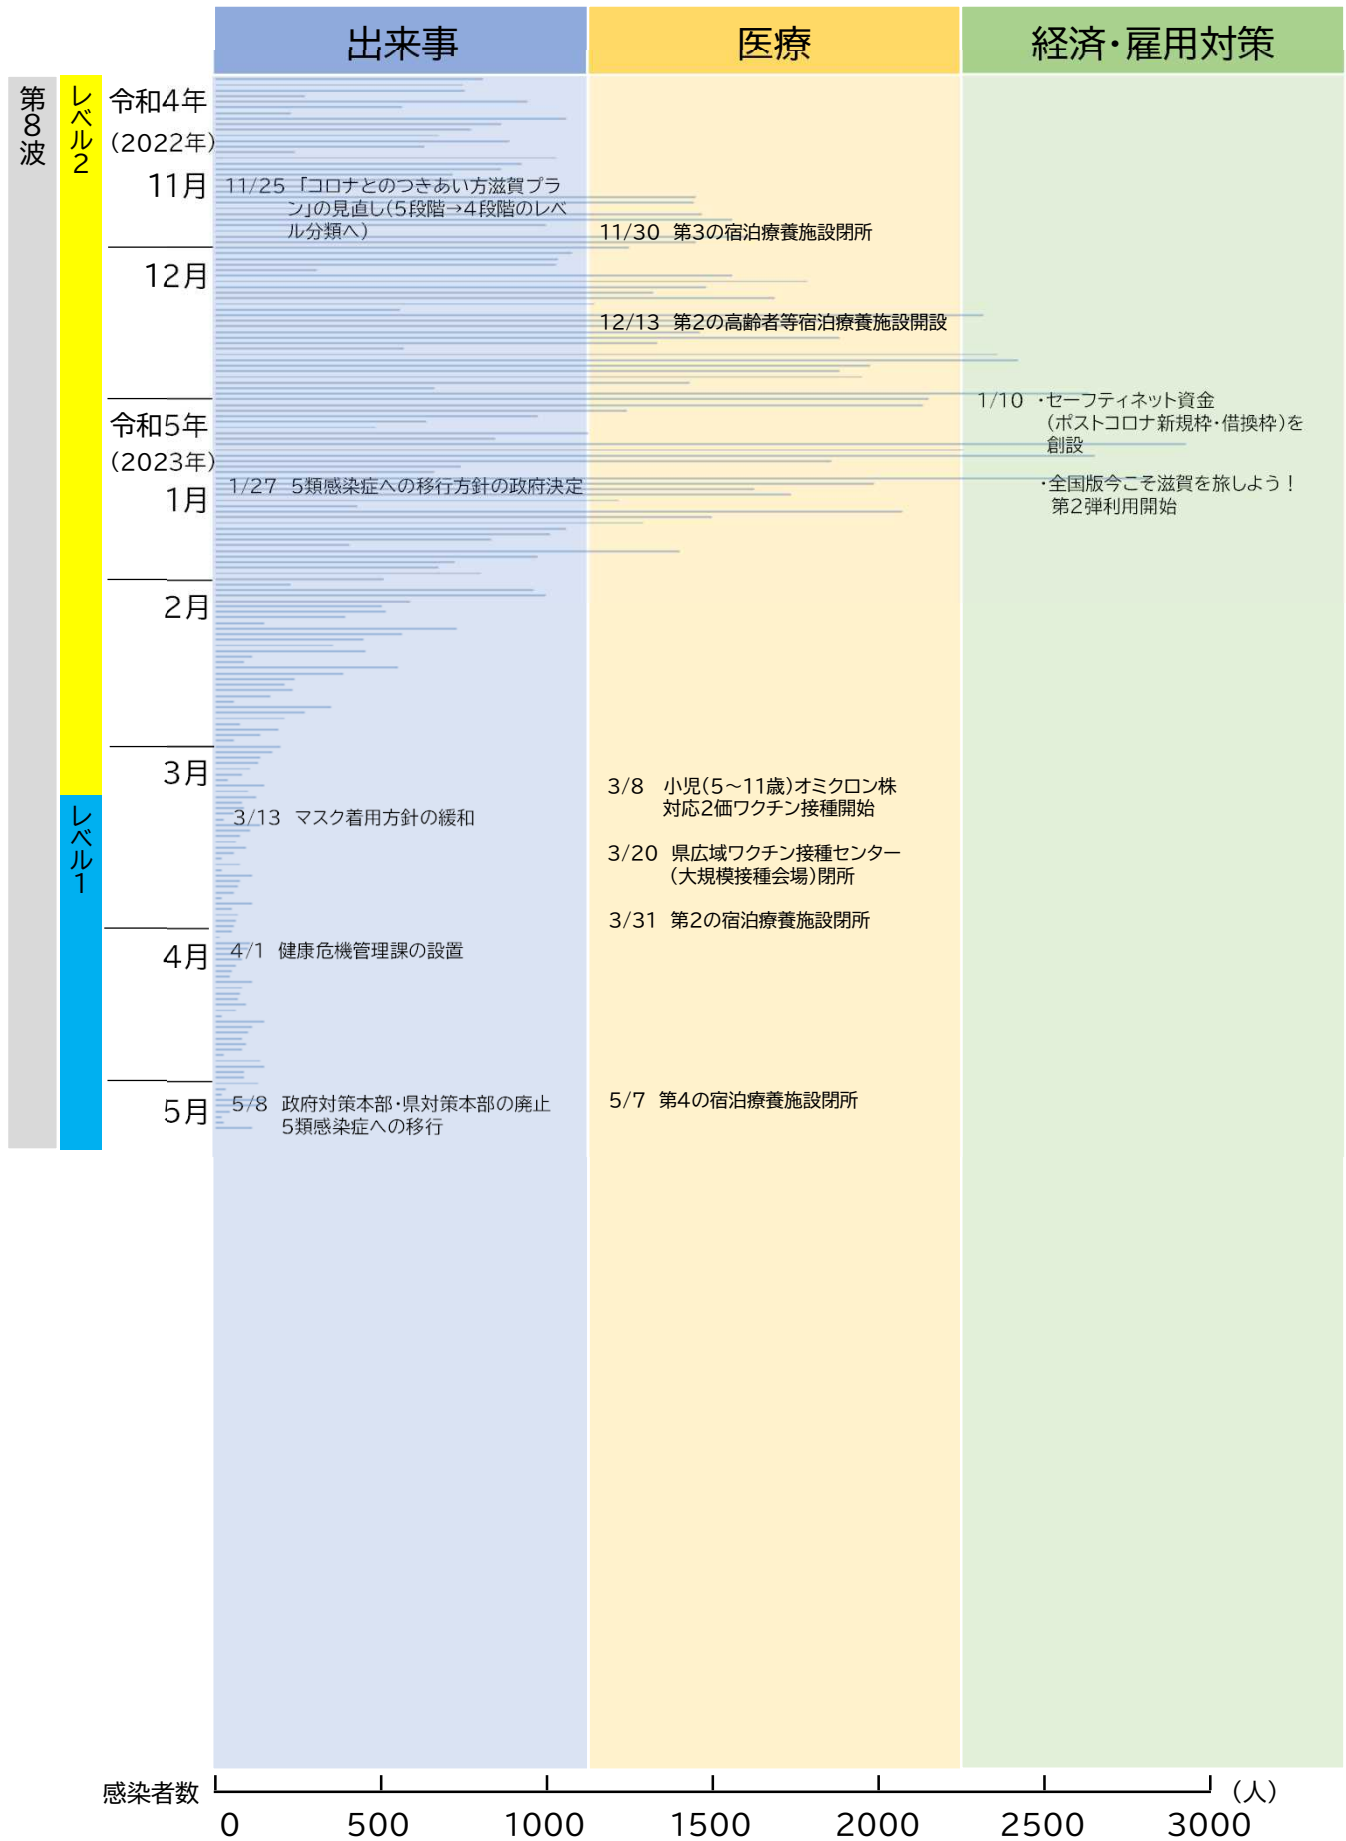 出来事
医療
経済・雇用対策
第8波
レベル2
レベル1
令和4年
(2022年)
11月
11/25 「コロナとのつきあい方滋賀プラ
ン」の見直し(5段階→4段階のレベ
ル分類へ)
11/30 第3の宿泊療養施設閉所
12月
12/13 第2の高齢者等宿泊療養施設開設
令和5年
(2023年)
1月
1/10 ・セーフティネット資金
(ポストコロナ新規枠・借換枠)を
創設
・全国版今こそ滋賀を旅しよう!
第2弾利用開始
1/27 5類感染症への移行方針の政府決定
2月
3月
3/8 小児(5~11歳)オミクロン株
対応2価ワクチン接種開始
3/13 マスク着用方針の緩和
3/20 県広域ワクチン接種センター
(大規模接種会場)閉所
3/31 第2の宿泊療養施設閉所
4月
4/1 健康危機管理課の設置
5月
5/8 政府対策本部・県対策本部の廃止
5類感染症への移行
5/7 第4の宿泊療養施設閉所
感染者数
(人)
0 500 1000 1500 2000 2500 3000